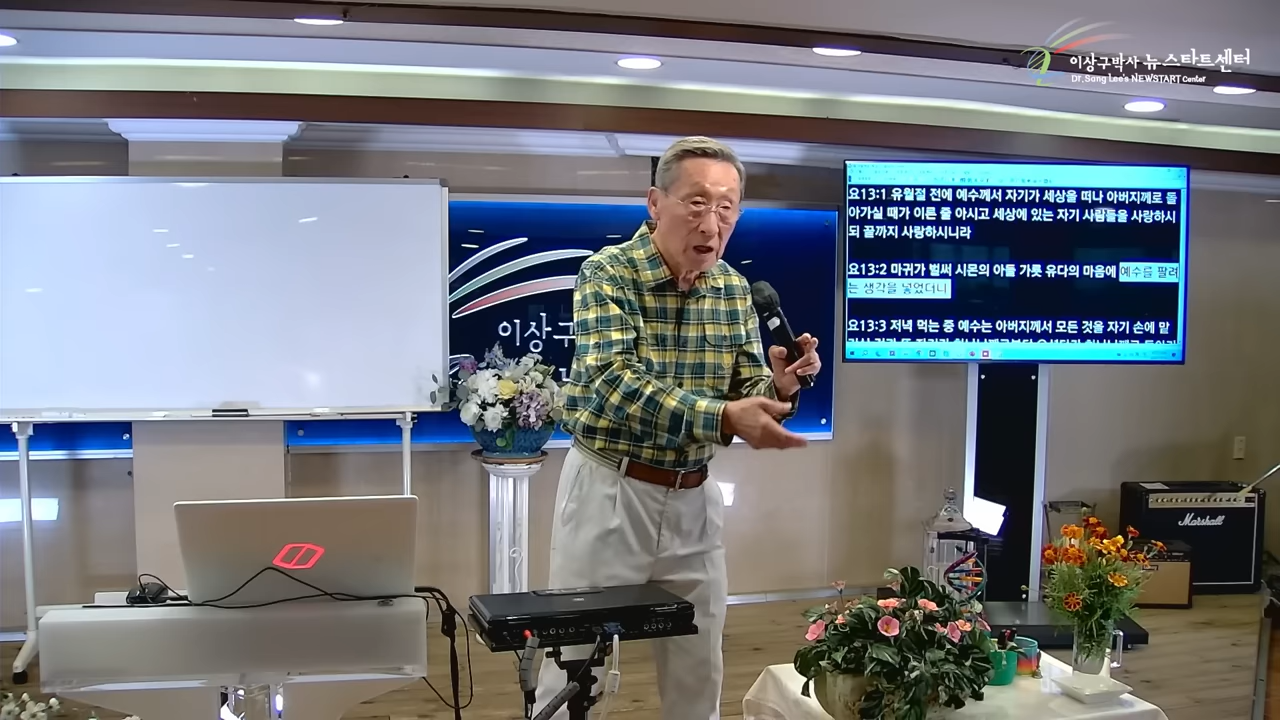 이상구박사 뉴스타트센터
Dr. Sang Lee's NEWSTART Center
요13:1 유월절 전에 예수께서 자기가 세상을 떠나 아버지께로 돌
아가실 때가 이른 줄 아시고 세상에 있는 자기 사람들을 사랑하시
되 끝까지 사랑하시니라
요13:2 마귀가 벌써 시몬의 아들 가룟 유다의 마음에 예수를 팔려
는 생각을 넣었더니
요13:3 저녁 먹는 중 예수는 아버지께서 모든 것을 자기 손에 맡
이상구
Marshall